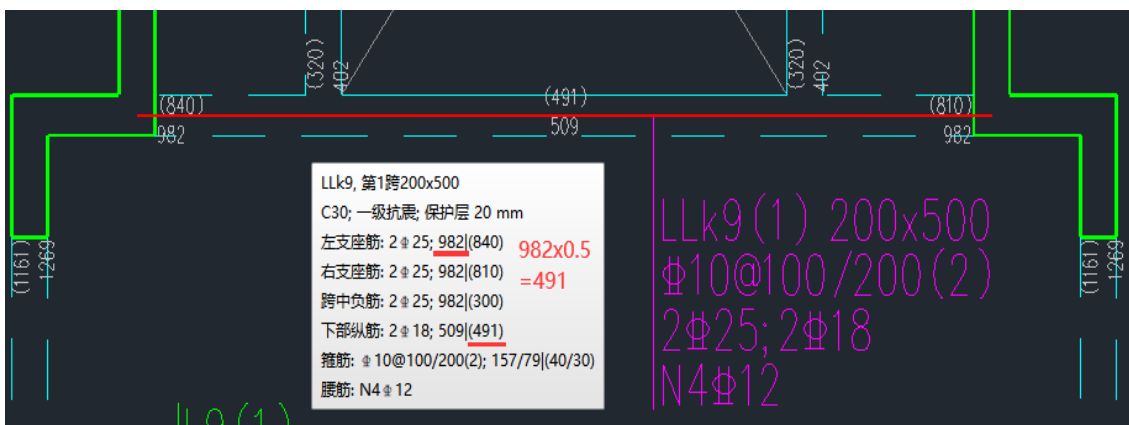 (320)
402
(320)
402
(840)
(491)
(810)
982
509
982
LLk9, 第1跨200x500
C30; 一级抗震; 保护层 20 mm
左支座筋: 2⏀25; 982|(840)
右支座筋: 2⏀25; 982|(810)
跨中负筋: 2⏀25; 982|(300)
下部纵筋: 2⏀18; 509|(491)
箍筋: ⏀10@100/200(2); 157/79|(40/30)
腰筋: N4⏀12
982x0.5
=491
LLk9(1) 200x500
⏀10@100/200(2)
2⏀25;2⏀18
N4⏀12
(1161)
1269
(1161)
1269